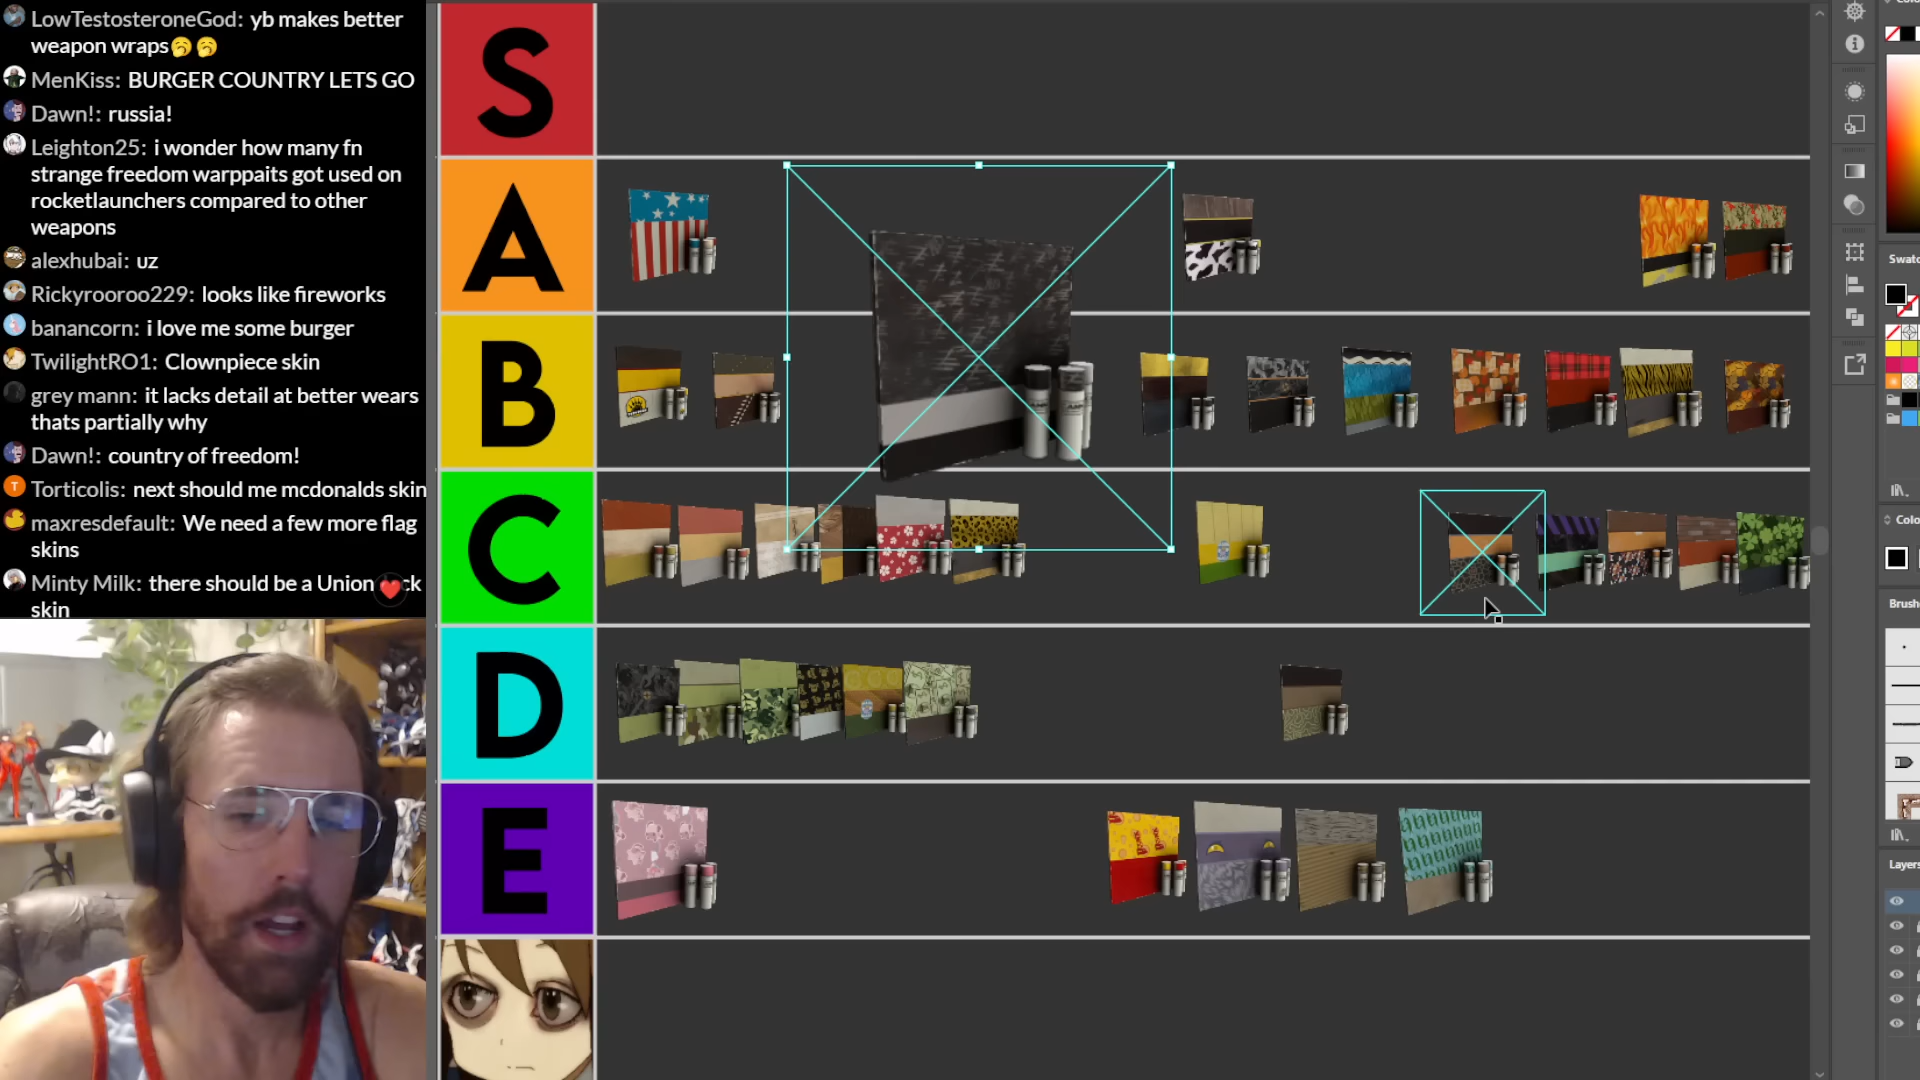 LowTestosteroneGod: yb makes better
weapon wraps🥱🥱
MenKiss: BURGER COUNTRY LETS GO
Dawn!: russia!
Leighton25: i wonder how many fn
strange freedom warppaits got used on
rocketlaunchers compared to other
weapons
alexhubai: uz
Rickyrooroo229: looks like fireworks
banancorn: i love me some burger
TwilightRO1: Clownpiece skin
grey mann: it lacks detail at better wears
thats partially why
Dawn!: country of freedom!
T
Torticolis: next should me mcdonalds skin
maxresdefault: We need a few more flag
skins
Minty Milk: there should be a Union
skin
S
A
B
C
D
E
Swatc
Colo
Brushe
Layers